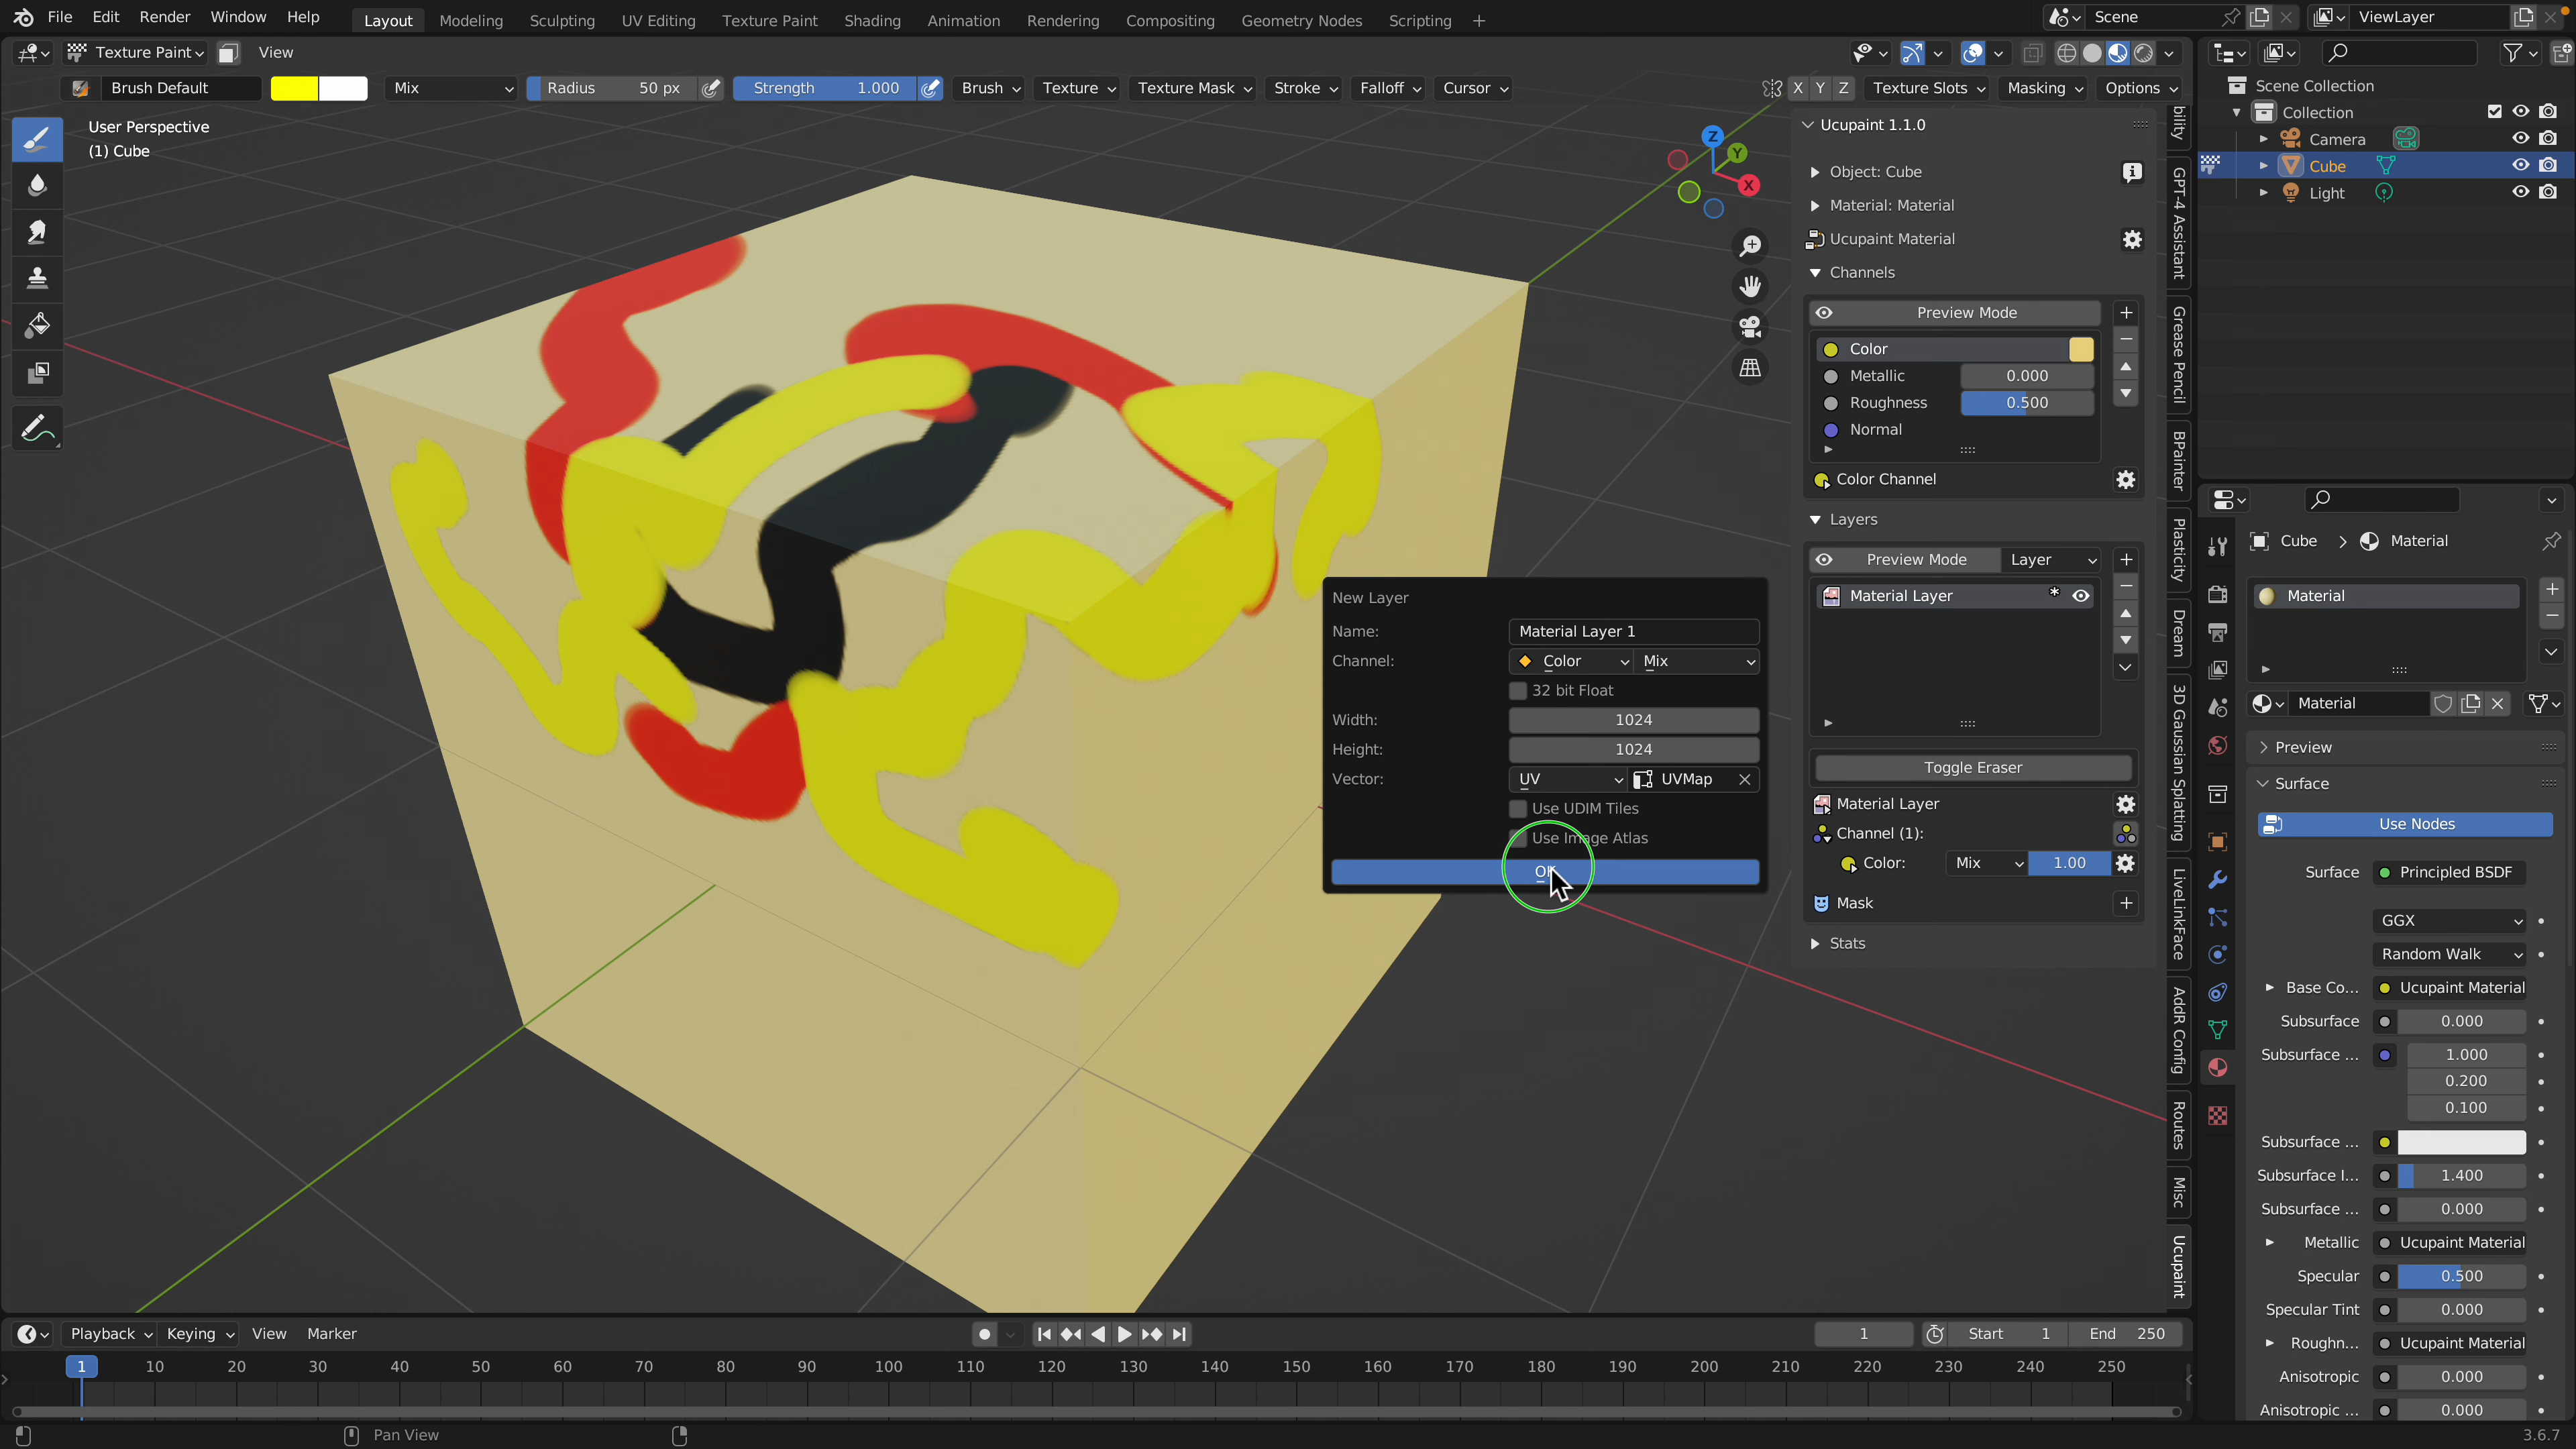 File Edit Render Window Help Layout Modeling Sculpting UV Editing Texture Paint Shading Animation Rendering Compositing Geometry Nodes Scripting + Scene ViewLayer
Texture Paint View
Brush Default Mix Radius 50 px Strength 1.000 Brush Texture Texture Mask Stroke Falloff Cursor X Y Z Texture Slots Masking Options
User Perspective
(1) Cube
Z
Y
X
Ucupaint 1.1.0
Object: Cube
Material: Material
Ucupaint Material
Channels
Preview Mode
Color
Metallic 0.000
Roughness 0.500
Normal
Color Channel
Layers
Preview Mode Layer
Material Layer *
Toggle Eraser
Material Layer
Channel (1):
Color: Mix 1.00
Mask
Stats
New Layer
Name: Material Layer 1
Channel: Color Mix
32 bit Float
Width: 1024
Height: 1024
Vector: UV UVMap
Use UDIM Tiles
Use Image Atlas
OK
bility
GPT-4 Assistant
Grease Pencil
BPainter
Plasticity
Dream
3D Gaussian Splatting
LiveLinkFace
AddR Config
Routes
Misc
Ucupaint
Scene Collection
Collection
Camera
Cube
Light
Cube > Material
Material
Material
Preview
Surface
Use Nodes
Surface Principled BSDF
GGX
Random Walk
Base Co... Ucupaint Material
Subsurface 0.000
Subsurface ... 1.000
0.200
0.100
Subsurface ...
Subsurface I... 1.400
Subsurface ... 0.000
Metallic Ucupaint Material
Specular 0.500
Specular Tint 0.000
Roughn... Ucupaint Material
Anisotropic 0.000
Anisotropic ... 0.000
Playback Keying View Marker 1 Start 1 End 250
1 10 20 30 40 50 60 70 80 90 100 110 120 130 140 150 160 170 180 190 200 210 220 230 240 250
Pan View 3.6.7